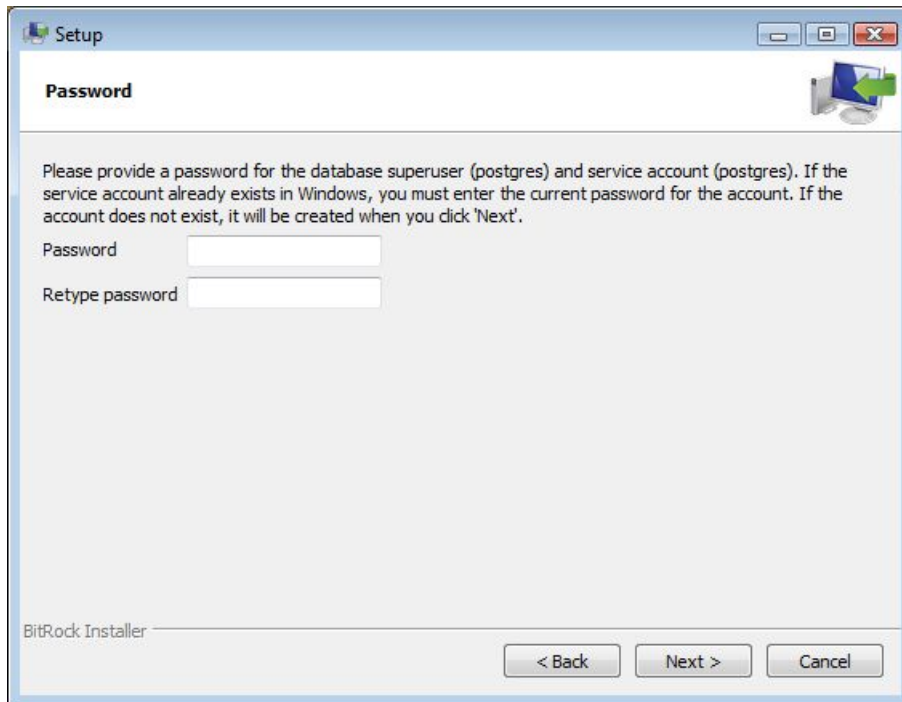 Setup
Password
Please provide a password for the database superuser (postgres) and service account (postgres). If the
service account already exists in Windows, you must enter the current password for the account. If the
account does not exist, it will be created when you click 'Next'.
Password
Retype password
BitRock Installer
< Back Next > Cancel